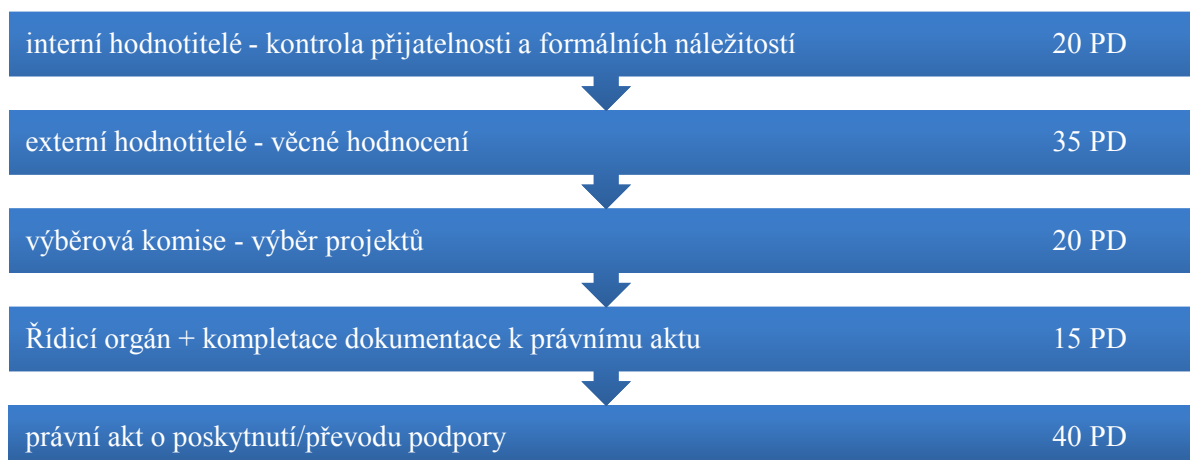 interní hodnotitelé - kontrola přijatelnosti a formálních náležitostí 20 PD
externí hodnotitelé - věcné hodnocení 35 PD
výběrová komise - výběr projektů 20 PD
Řídicí orgán + kompletace dokumentace k právnímu aktu 15 PD
právní akt o poskytnutí/převodu podpory 40 PD